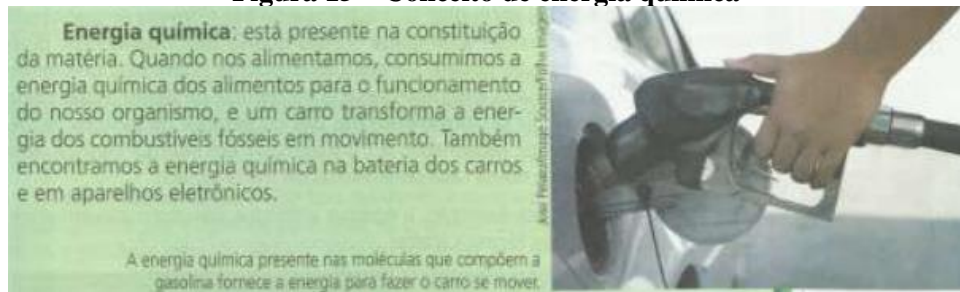 Figura 15 – Conceito de energia química
Energia química: está presente na constituição
da matéria. Quando nos alimentamos, consumimos a
energia química dos alimentos para o funcionamento
do nosso organismo, e um carro transforma a ener-
gia dos combustíveis fósseis em movimento. Também
encontramos a energia química na bateria dos carros
e em aparelhos eletrônicos.
A energia química presente nas moléculas que compõem a
gasolina fornece a energia para fazer o carro se mover.